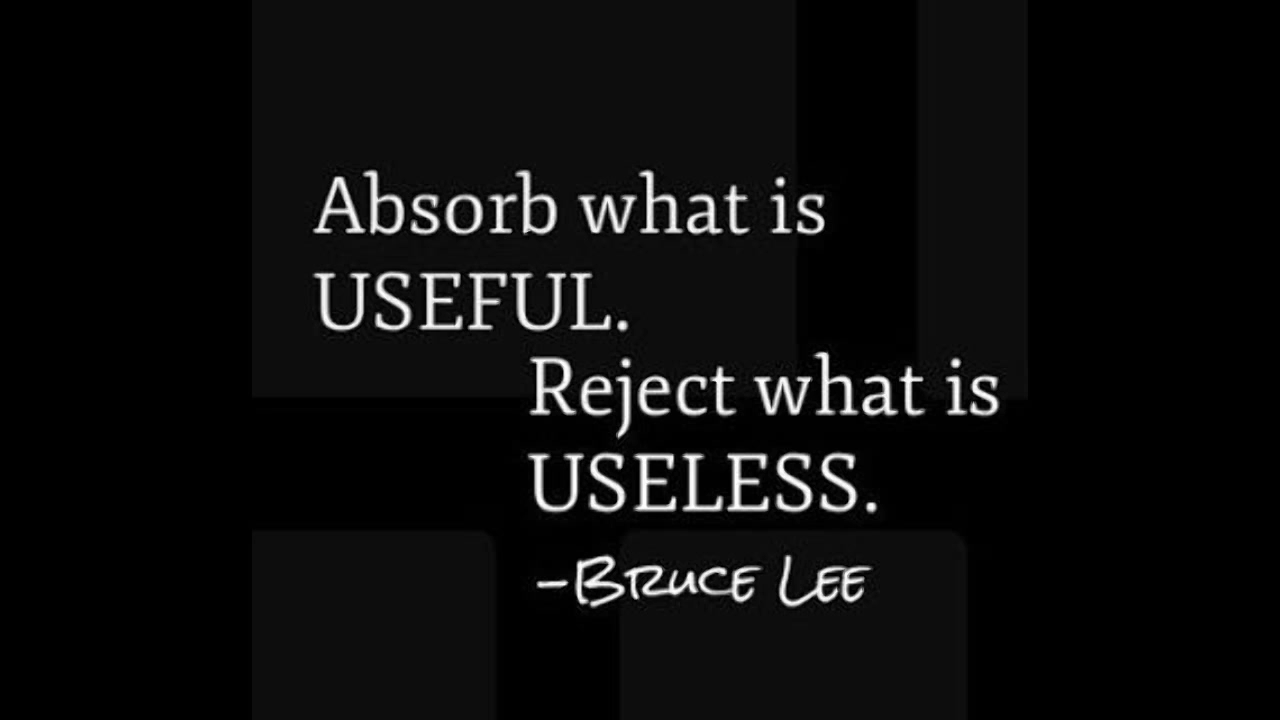 Absorb what is
USEFUL.
Reject what is
USELESS.
-BRUCE LEE